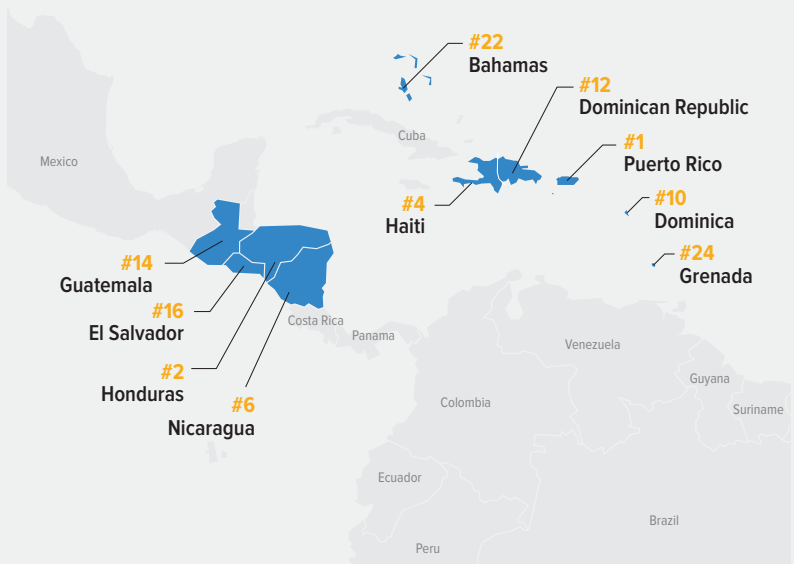 #22
Bahamas
#12
Dominican Republic
Cuba
#1
Puerto Rico
Mexico
#4
Haiti
#10
Dominica
#14
Guatemala
#24
Grenada
#16
El Salvador
Costa Rica
Panama
Venezuela
#2
Honduras
Guyana
#6
Nicaragua
Colombia
Suriname
Ecuador
Brazil
Peru